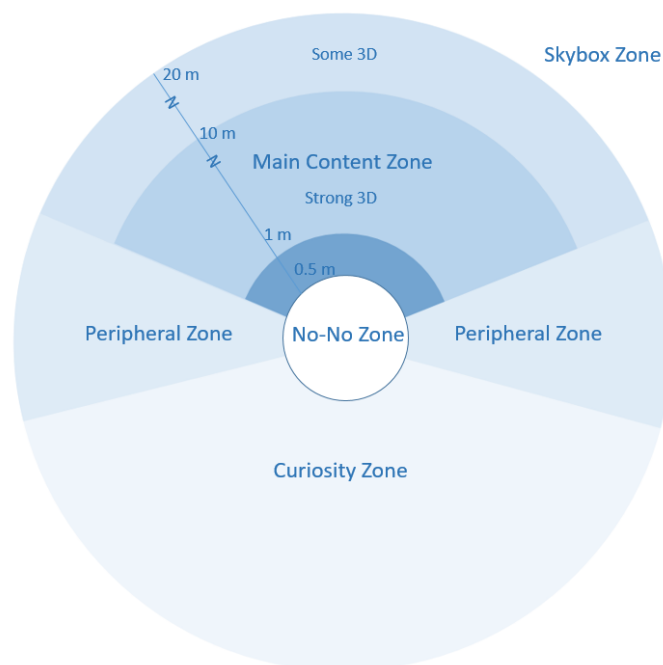 Some 3D
Skybox Zone
20 m
10 m
Main Content Zone
Strong 3D
1 m
0.5 m
Peripheral Zone
No-No Zone
Peripheral Zone
Curiosity Zone